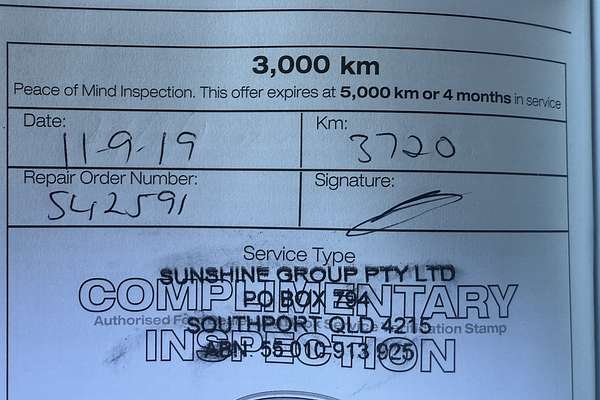 3,000 km
Peace of Mind Inspection. This offer expires at 5,000 km or 4 months in service
Date:
11-9-19
Km:
3720
Repair Order Number:
542591
Signature:
Service Type
SUNSHINE GROUP PTY LTD
COMPLIMENTARY
PO BOX 794
Authorised Stamp
SOUTHPORT QLD 4215
INSPECTION
ABN 55 010 913 925